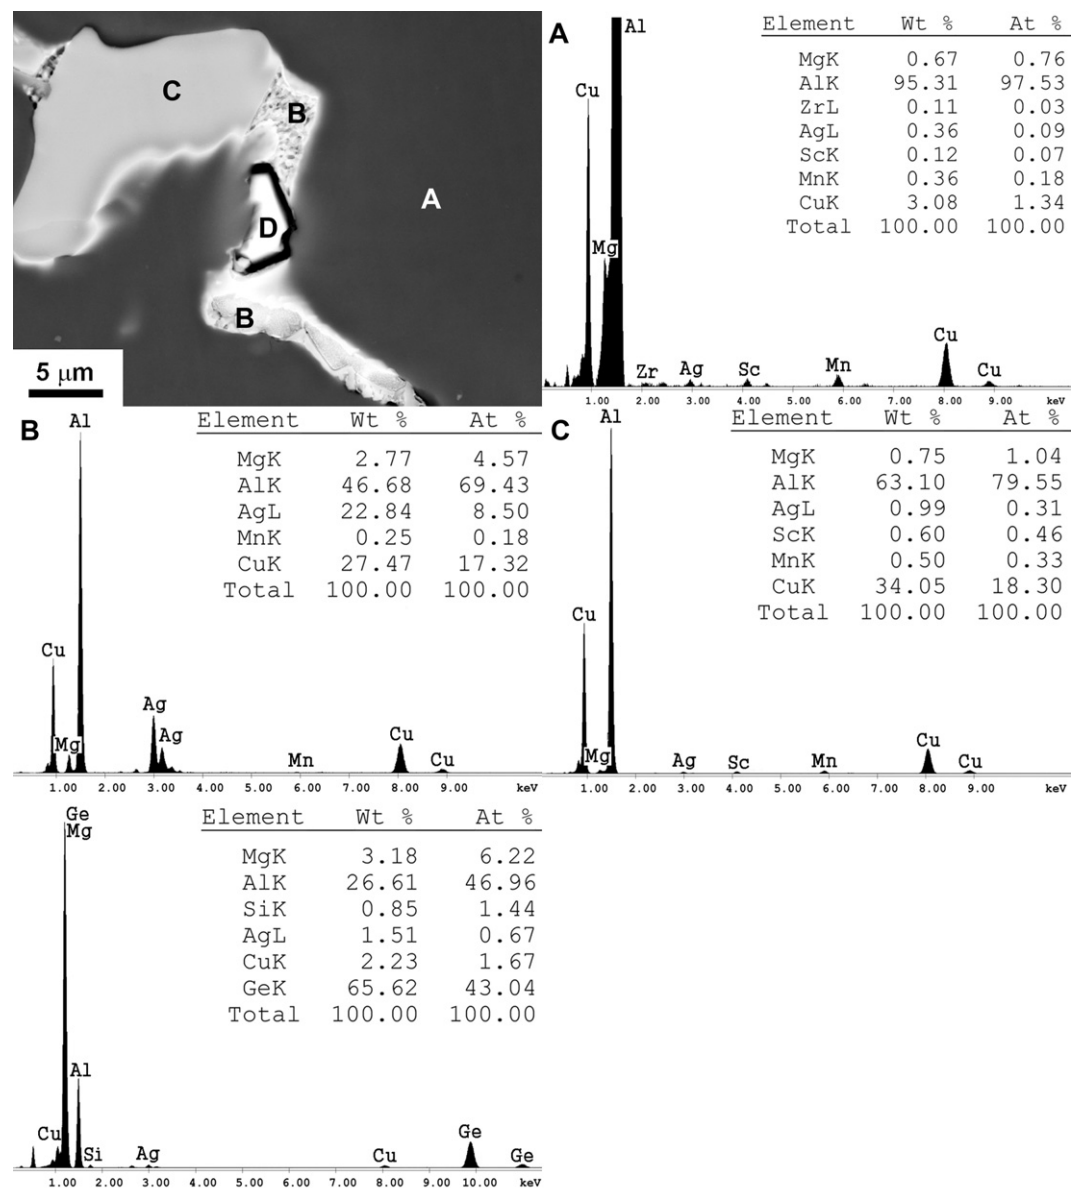 C
B
A
D
B
5 μm
A
Al
Cu
Mg
Zr
Ag
Sc
Mn
Cu
Cu
1.00 2.00 3.00 4.00 5.00 6.00 7.00 8.00 9.00 keV
Element Wt % At %
MgK 0.67 0.76
AlK 95.31 97.53
ZrL 0.11 0.03
AgL 0.36 0.09
ScK 0.12 0.07
MnK 0.36 0.18
CuK 3.08 1.34
Total 100.00 100.00
B
Al
Cu
Mg
Ag
Ag
Mn
Cu
Cu
1.00 2.00 3.00 4.00 5.00 6.00 7.00 8.00 9.00 keV
Element Wt % At %
MgK 2.77 4.57
AlK 46.68 69.43
AgL 22.84 8.50
MnK 0.25 0.18
CuK 27.47 17.32
Total 100.00 100.00
C
Al
Cu
Mg
Ag
Sc
Mn
Cu
Cu
1.00 2.00 3.00 4.00 5.00 6.00 7.00 8.00 9.00 keV
Element Wt % At %
MgK 0.75 1.04
AlK 63.10 79.55
AgL 0.99 0.31
ScK 0.60 0.46
MnK 0.50 0.33
CuK 34.05 18.30
Total 100.00 100.00
Ge
Mg
Al
Cu
Si
Ag
Cu
Ge
Ge
1.00 2.00 3.00 4.00 5.00 6.00 7.00 8.00 9.00 10.00 keV
Element Wt % At %
MgK 3.18 6.22
AlK 26.61 46.96
SiK 0.85 1.44
AgL 1.51 0.67
CuK 2.23 1.67
GeK 65.62 43.04
Total 100.00 100.00